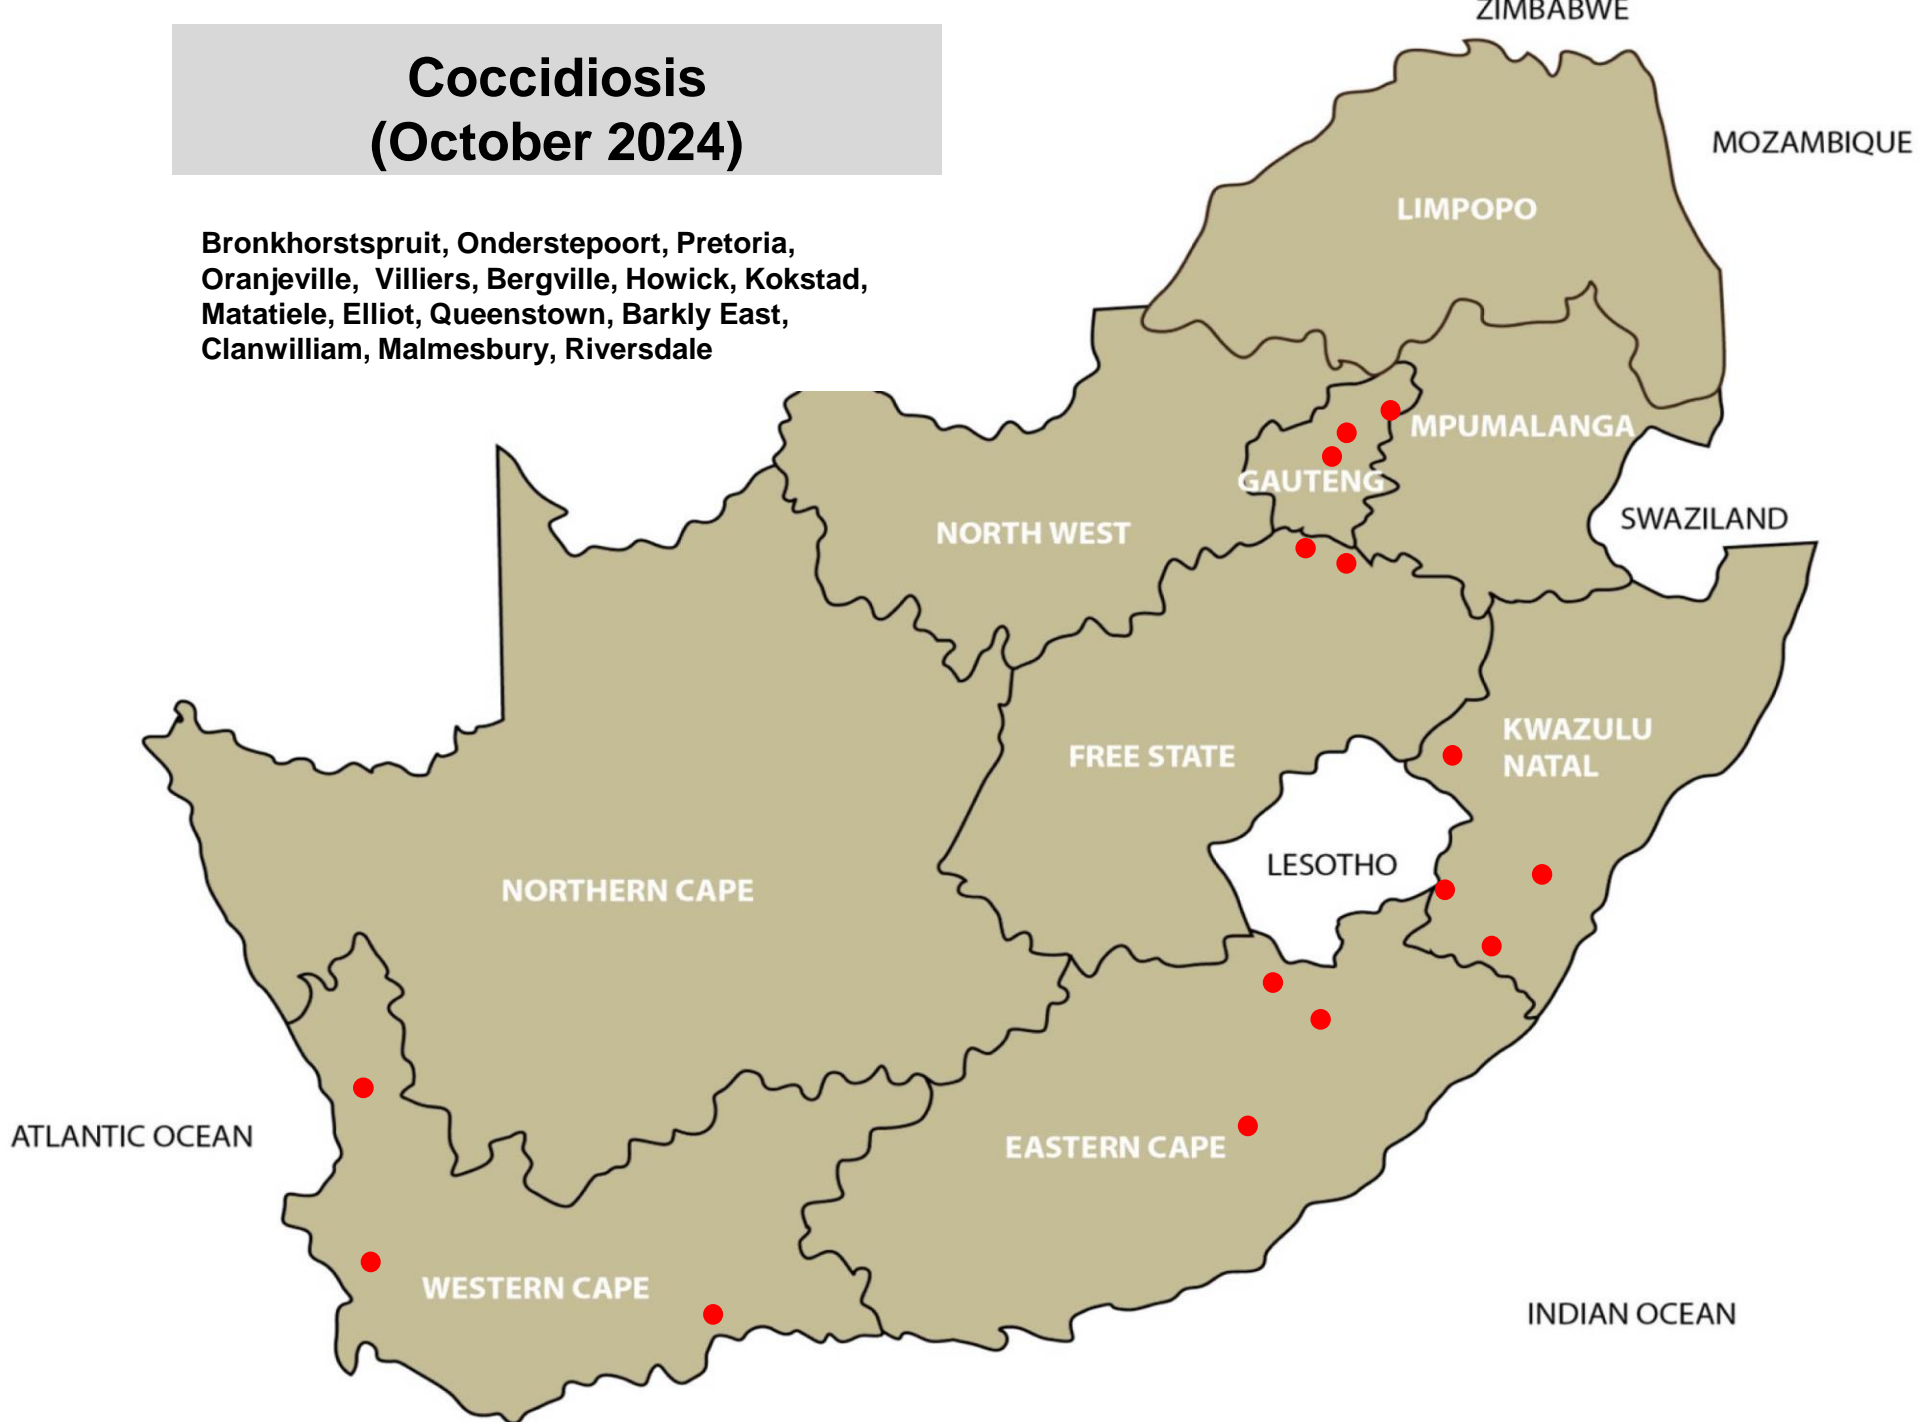 ZIMBABWE
Coccidiosis
(October 2024)
MOZAMBIQUE
LIMPOPO
Bronkhorstspruit, Onderstepoort, Pretoria,
Oranjeville, Villiers, Bergville, Howick, Kokstad,
Matatiele, Elliot, Queenstown, Barkly East,
Clanwilliam, Malmesbury, Riversdale
MPUMALANGA
GAUTENG
SWAZILAND
NORTH WEST
KWAZULU
NATAL
FREE STATE
LESOTHO
NORTHERN CAPE
ATLANTIC OCEAN
EASTERN CAPE
WESTERN CAPE
INDIAN OCEAN